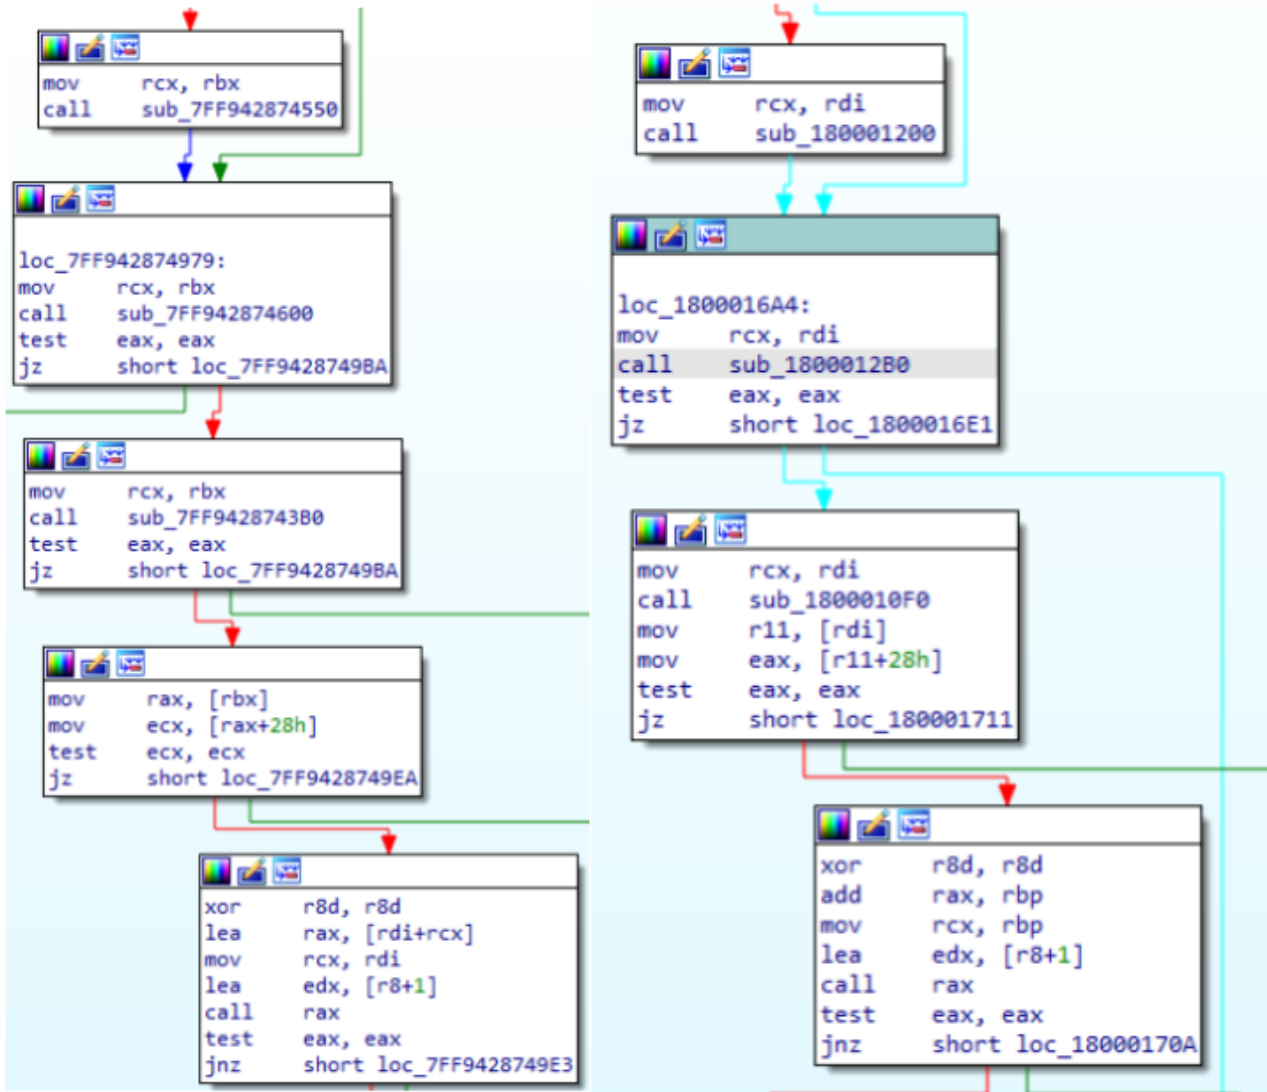 mov rcx, rbx
call sub_7FF942874550
loc_7FF942874979:
mov rcx, rbx
call sub_7FF942874600
test eax, eax
jz short loc_7FF9428749BA
mov rcx, rbx
call sub_7FF9428743B0
test eax, eax
jz short loc_7FF9428749BA
mov rax, [rbx]
mov ecx, [rax+28h]
test ecx, ecx
jz short loc_7FF9428749EA
xor r8d, r8d
lea rax, [rdi+rcx]
mov rcx, rdi
lea edx, [r8+1]
call rax
test eax, eax
jnz short loc_7FF9428749E3
mov rcx, rdi
call sub_180001200
loc_1800016A4:
mov rcx, rdi
call sub_1800012B0
test eax, eax
jz short loc_1800016E1
mov rcx, rdi
call sub_1800010F0
mov r11, [rdi]
mov eax, [r11+28h]
test eax, eax
jz short loc_180001711
xor r8d, r8d
add rax, rbp
mov rcx, rbp
lea edx, [r8+1]
call rax
test eax, eax
jnz short loc_18000170A